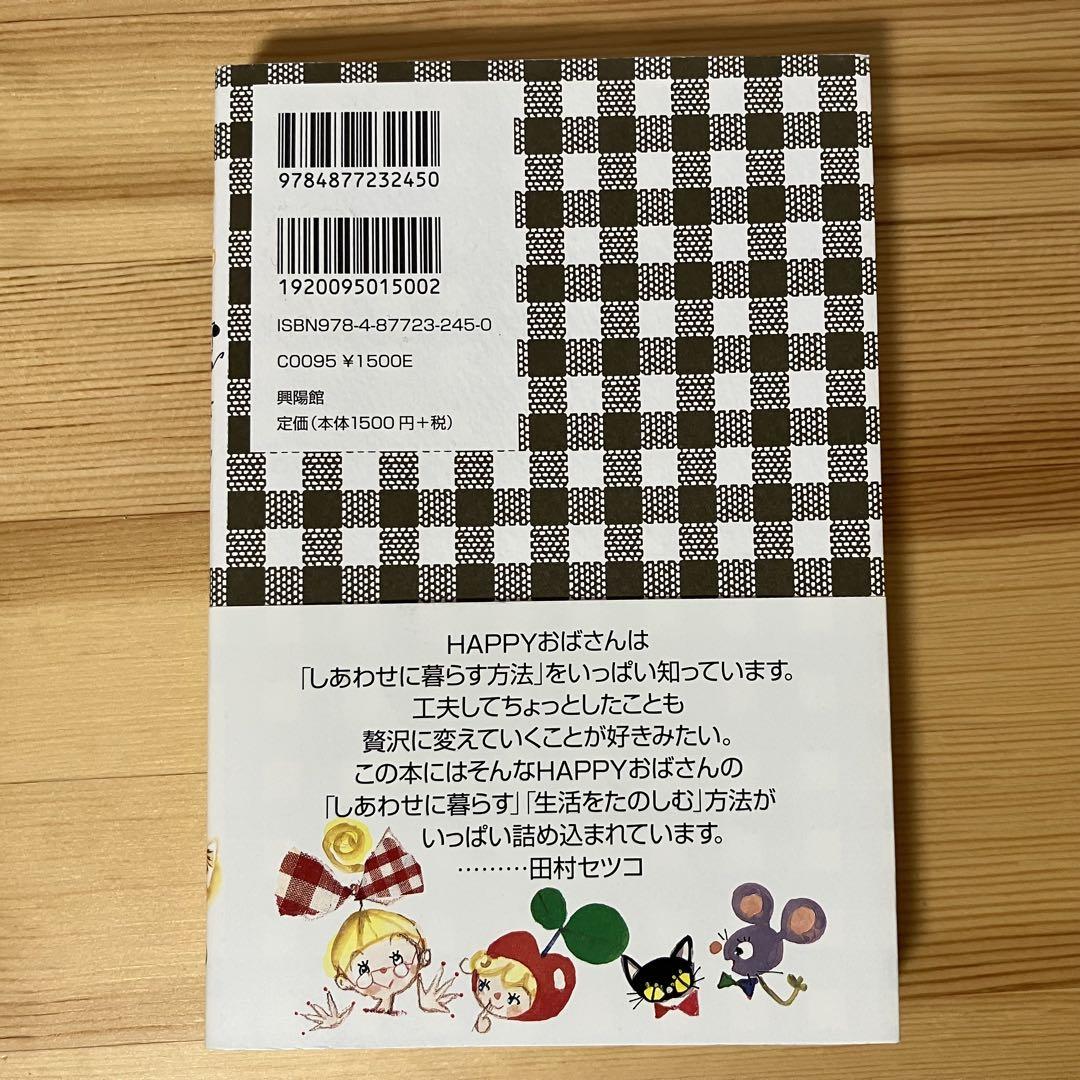 9784877232450
1920095015002
ISBN978-4-87723-245-0
C0095 ¥1500E
興陽館
定価(本体1500円+税)
HAPPYおばさんは
「しあわせに暮らす方法」をいっぱい知っています。
工夫してちょっとしたことも
贅沢に変えていくことが好きみたい。
この本にはそんなHAPPYおばさんの
「しあわせに暮らす」「生活をたのしむ」方法が
いっぱい詰め込まれています。
………田村セツコ